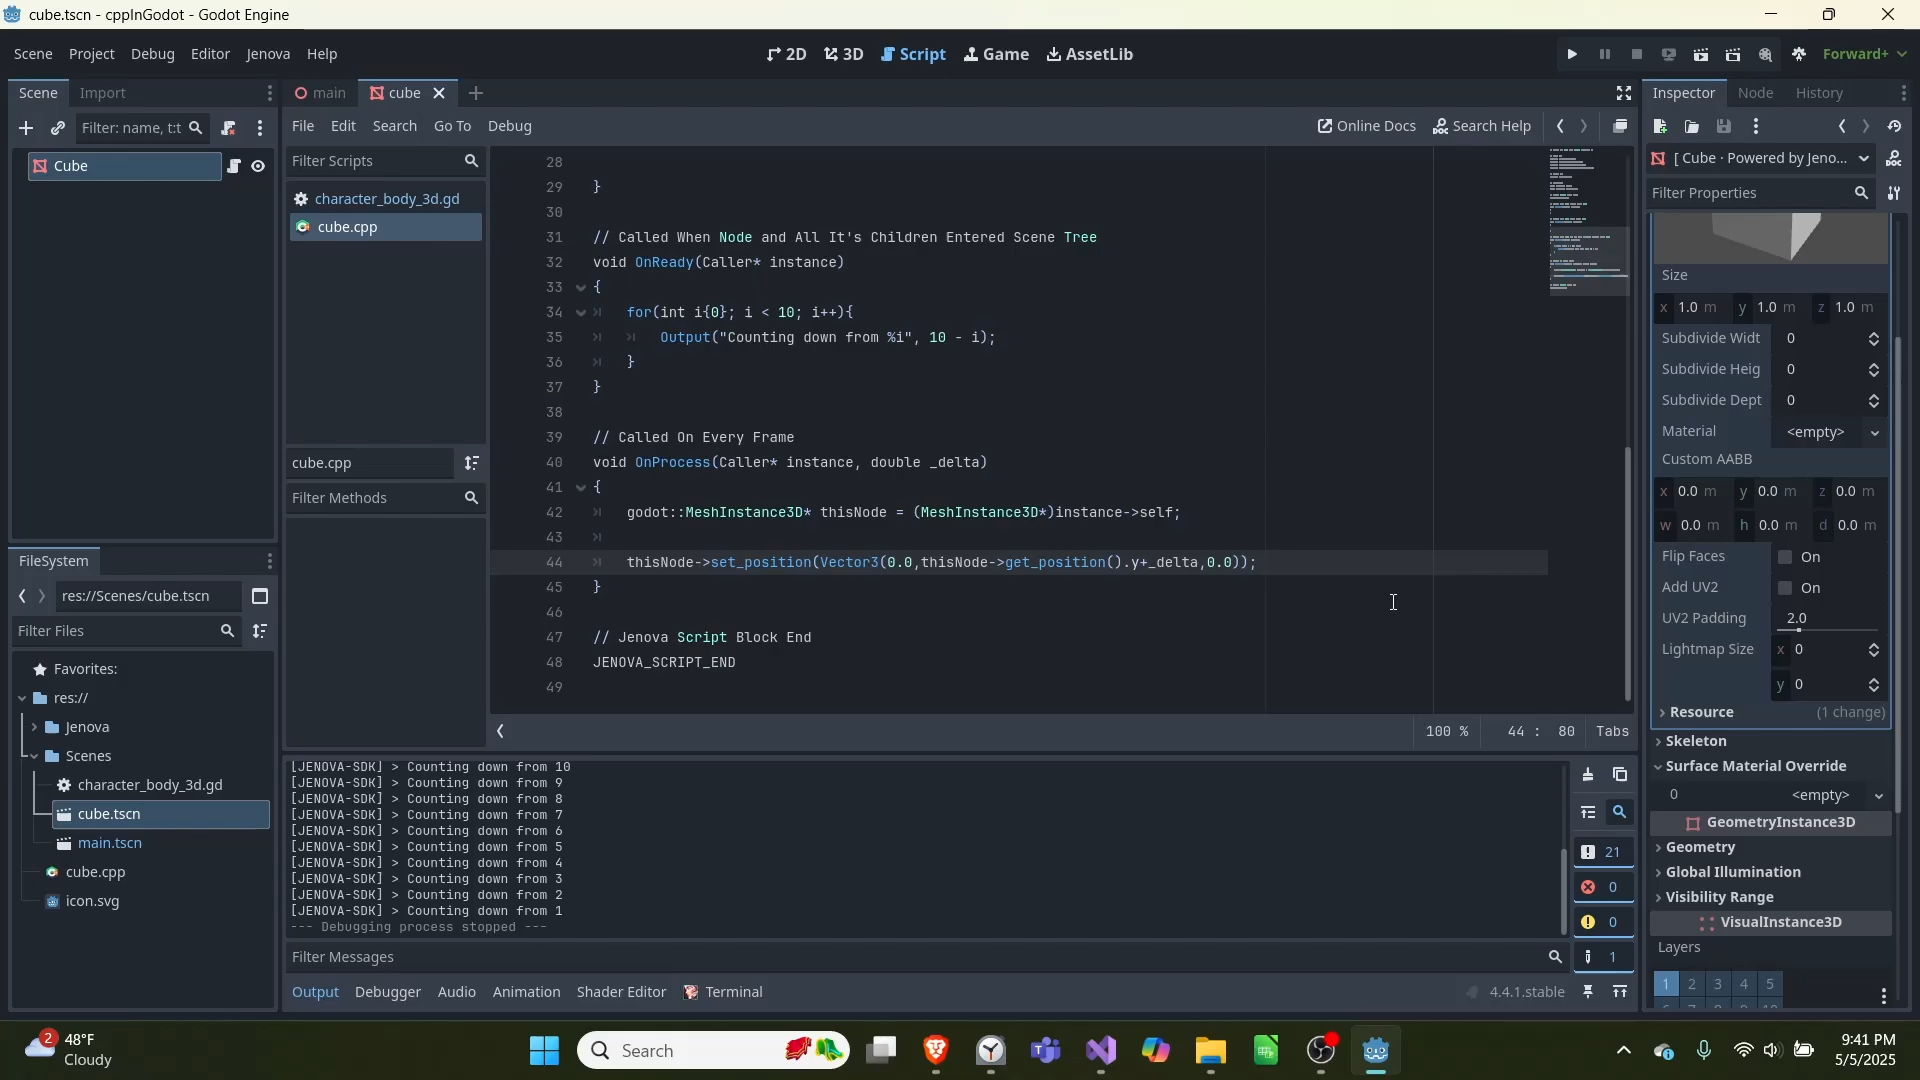 cube.tscn - cppInGodot - Godot Engine
Scene Project Debug Editor Jenova Help
2D 3D Script Game AssetLib
Forward+
Scene Import
main cube
Inspector Node History
Filter: name, t:t
File Edit Search Go To Debug
Online Docs Search Help
Cube
Filter Scripts
character_body_3d.gd
cube.cpp
cube.cpp
Filter Methods
28
29 }
30
31 // Called When Node and All It's Children Entered Scene Tree
32 void OnReady(Caller* instance)
33 {
34 for(int i{0}; i < 10; i++){
35 Output("Counting down from %i", 10 - i);
36 }
37 }
38
39 // Called On Every Frame
40 void OnProcess(Caller* instance, double _delta)
41 {
42 godot::MeshInstance3D* thisNode = (MeshInstance3D*)instance->self;
43
44 thisNode->set_position(Vector3(0.0,thisNode->get_position().y+_delta,0.0));
45 }
46
47 // Jenova Script Block End
48 JENOVA_SCRIPT_END
49
100 % 44 : 80 Tabs
[ Cube · Powered by Jeno...
Filter Properties
Size
x 1.0 m y 1.0 m z 1.0 m
Subdivide Widt 0
Subdivide Heig 0
Subdivide Dept 0
Material <empty>
Custom AABB
x 0.0 m y 0.0 m z 0.0 m
w 0.0 m h 0.0 m d 0.0 m
Flip Faces On
Add UV2 On
UV2 Padding 2.0
Lightmap Size x 0
y 0
Resource (1 change)
Skeleton
Surface Material Override
0 <empty>
GeometryInstance3D
Geometry
Global Illumination
Visibility Range
VisualInstance3D
Layers
1 2 3 4 5
FileSystem
res://Scenes/cube.tscn
Filter Files
Favorites:
res://
Jenova
Scenes
character_body_3d.gd
cube.tscn
main.tscn
cube.cpp
icon.svg
[JENOVA-SDK] > Counting down from 10
[JENOVA-SDK] > Counting down from 9
[JENOVA-SDK] > Counting down from 8
[JENOVA-SDK] > Counting down from 7
[JENOVA-SDK] > Counting down from 6
[JENOVA-SDK] > Counting down from 5
[JENOVA-SDK] > Counting down from 4
[JENOVA-SDK] > Counting down from 3
[JENOVA-SDK] > Counting down from 2
[JENOVA-SDK] > Counting down from 1
--- Debugging process stopped ---
21
0
0
1
Filter Messages
Output Debugger Audio Animation Shader Editor Terminal
4.4.1.stable
2
48°F
Cloudy
Search
9:41 PM
5/5/2025